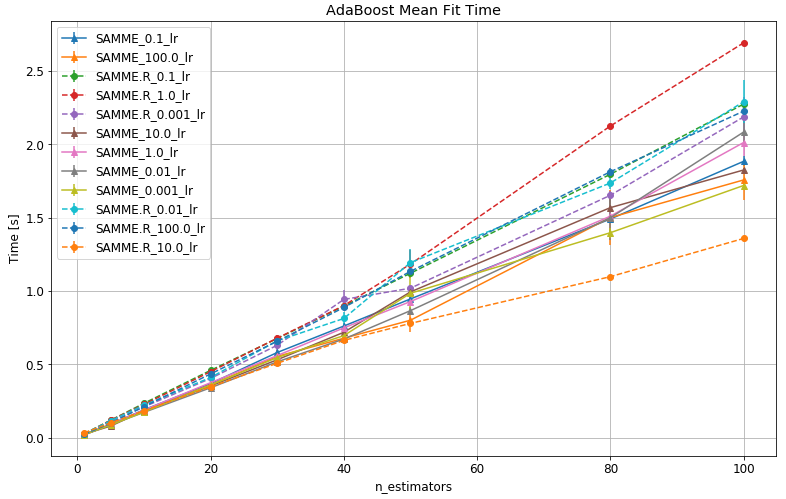 AdaBoost Mean Fit Time
SAMME_0.1_lr
SAMME_100.0_lr
SAMME.R_0.1_lr
SAMME.R_1.0_lr
SAMME.R_0.001_lr
SAMME_10.0_lr
SAMME_1.0_lr
SAMME_0.01_lr
SAMME_0.001_lr
SAMME.R_0.01_lr
SAMME.R_100.0_lr
SAMME.R_10.0_lr
Time [s]
2.5
2.0
1.5
1.0
0.5
0.0
0 20 40 60 80 100
n_estimators